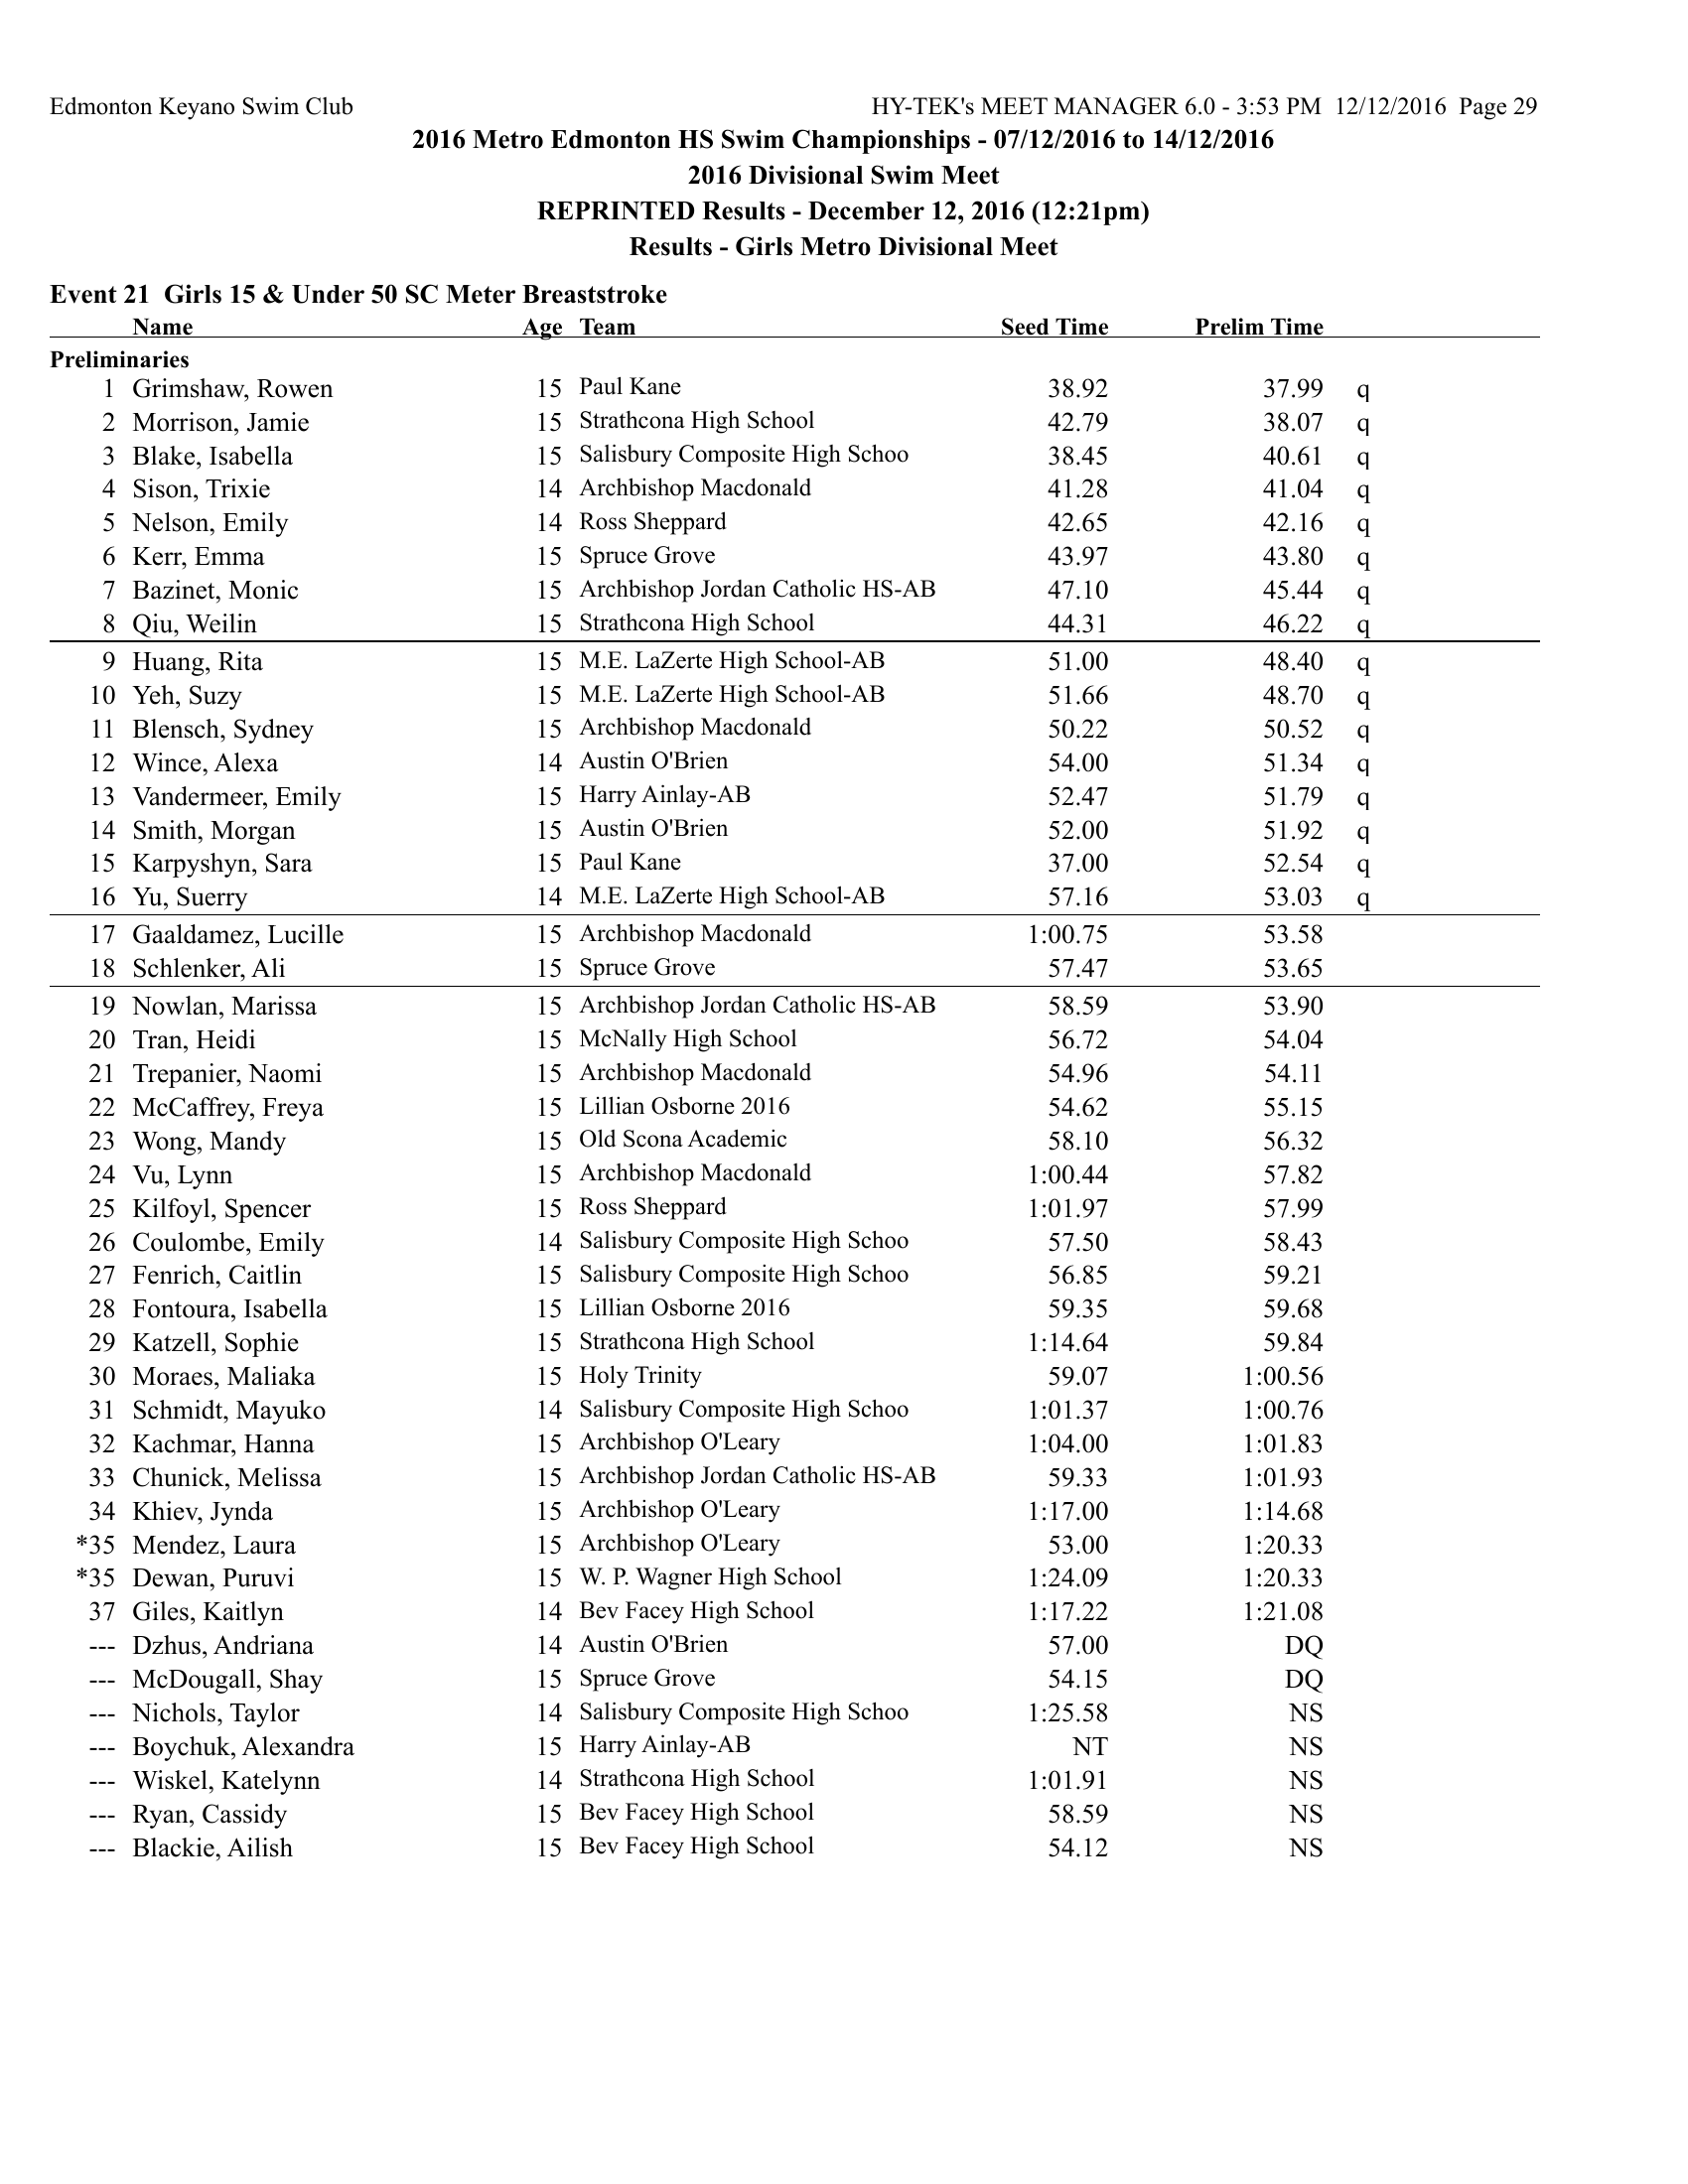 Edmonton Keyano Swim Club HY-TEK's MEET MANAGER 6.0 - 3:53 PM 12/12/2016 Page 29
2016 Metro Edmonton HS Swim Championships - 07/12/2016 to 14/12/2016
2016 Divisional Swim Meet
REPRINTED Results - December 12, 2016 (12:21pm)
Results - Girls Metro Divisional Meet
Event 21 Girls 15 & Under 50 SC Meter Breaststroke
Name Age Team Seed Time Prelim Time
Preliminaries
1 Grimshaw, Rowen 15 Paul Kane 38.92 37.99 q
2 Morrison, Jamie 15 Strathcona High School 42.79 38.07 q
3 Blake, Isabella 15 Salisbury Composite High Schoo 38.45 40.61 q
4 Sison, Trixie 14 Archbishop Macdonald 41.28 41.04 q
5 Nelson, Emily 14 Ross Sheppard 42.65 42.16 q
6 Kerr, Emma 15 Spruce Grove 43.97 43.80 q
7 Bazinet, Monic 15 Archbishop Jordan Catholic HS-AB 47.10 45.44 q
8 Qiu, Weilin 15 Strathcona High School 44.31 46.22 q
9 Huang, Rita 15 M.E. LaZerte High School-AB 51.00 48.40 q
10 Yeh, Suzy 15 M.E. LaZerte High School-AB 51.66 48.70 q
11 Blensch, Sydney 15 Archbishop Macdonald 50.22 50.52 q
12 Wince, Alexa 14 Austin O'Brien 54.00 51.34 q
13 Vandermeer, Emily 15 Harry Ainlay-AB 52.47 51.79 q
14 Smith, Morgan 15 Austin O'Brien 52.00 51.92 q
15 Karpyshyn, Sara 15 Paul Kane 37.00 52.54 q
16 Yu, Suerry 14 M.E. LaZerte High School-AB 57.16 53.03 q
17 Gaaldamez, Lucille 15 Archbishop Macdonald 1:00.75 53.58
18 Schlenker, Ali 15 Spruce Grove 57.47 53.65
19 Nowlan, Marissa 15 Archbishop Jordan Catholic HS-AB 58.59 53.90
20 Tran, Heidi 15 McNally High School 56.72 54.04
21 Trepanier, Naomi 15 Archbishop Macdonald 54.96 54.11
22 McCaffrey, Freya 15 Lillian Osborne 2016 54.62 55.15
23 Wong, Mandy 15 Old Scona Academic 58.10 56.32
24 Vu, Lynn 15 Archbishop Macdonald 1:00.44 57.82
25 Kilfoyl, Spencer 15 Ross Sheppard 1:01.97 57.99
26 Coulombe, Emily 14 Salisbury Composite High Schoo 57.50 58.43
27 Fenrich, Caitlin 15 Salisbury Composite High Schoo 56.85 59.21
28 Fontoura, Isabella 15 Lillian Osborne 2016 59.35 59.68
29 Katzell, Sophie 15 Strathcona High School 1:14.64 59.84
30 Moraes, Maliaka 15 Holy Trinity 59.07 1:00.56
31 Schmidt, Mayuko 14 Salisbury Composite High Schoo 1:01.37 1:00.76
32 Kachmar, Hanna 15 Archbishop O'Leary 1:04.00 1:01.83
33 Chunick, Melissa 15 Archbishop Jordan Catholic HS-AB 59.33 1:01.93
34 Khiev, Jynda 15 Archbishop O'Leary 1:17.00 1:14.68
*35 Mendez, Laura 15 Archbishop O'Leary 53.00 1:20.33
*35 Dewan, Puruvi 15 W. P. Wagner High School 1:24.09 1:20.33
37 Giles, Kaitlyn 14 Bev Facey High School 1:17.22 1:21.08
--- Dzhus, Andriana 14 Austin O'Brien 57.00 DQ
--- McDougall, Shay 15 Spruce Grove 54.15 DQ
--- Nichols, Taylor 14 Salisbury Composite High Schoo 1:25.58 NS
--- Boychuk, Alexandra 15 Harry Ainlay-AB NT NS
--- Wiskel, Katelynn 14 Strathcona High School 1:01.91 NS
--- Ryan, Cassidy 15 Bev Facey High School 58.59 NS
--- Blackie, Ailish 15 Bev Facey High School 54.12 NS